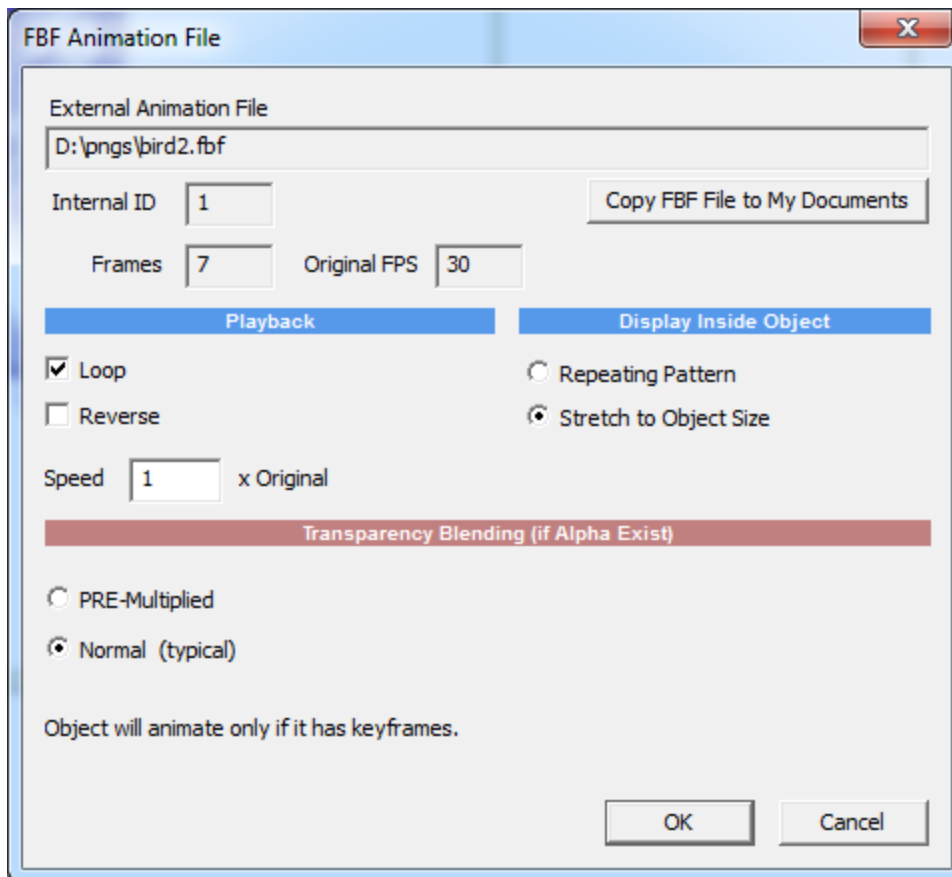 FBF Animation File
External Animation File
D:\pngs\bird2.fbf
Internal ID 1 Copy FBF File to My Documents
Frames 7 Original FPS 30
Playback Display Inside Object
Loop Repeating Pattern
Reverse Stretch to Object Size
Speed 1 x Original
Transparency Blending (if Alpha Exist)
PRE-Multiplied
Normal (typical)
Object will animate only if it has keyframes.
OK Cancel